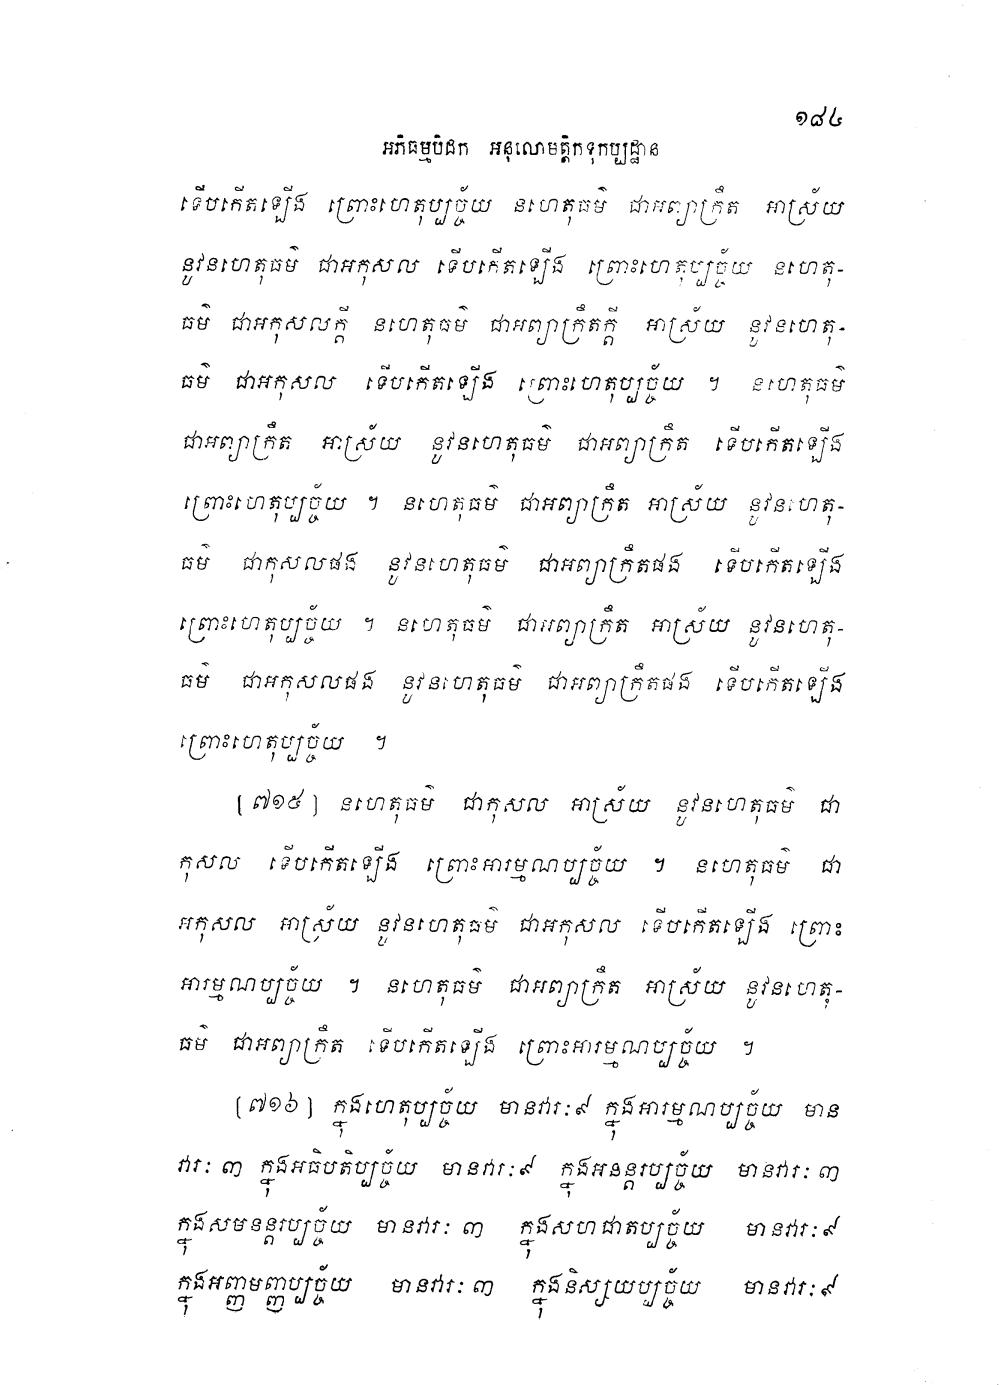 ១៨៤
អភិធម្មបិដក អនុលោមត្តិកទុកប្បដ្ឋាន
ទើបកើតឡើង ព្រោះហេតុប្បច្ច័យ នហេតុធម៌ ជាអព្យាក្រឹត អាស្រ័យ
នូវនហេតុធម៌ ជាអកុសល ទើបកើតឡើង ព្រោះហេតុប្បច្ច័យ នហេតុ-
ធម៌ ជាអកុសលក្តី នហេតុធម៌ ជាអព្យាក្រឹតក្តី អាស្រ័យ នូវនហេតុ-
ធម៌ ជាអកុសល ទើបកើតឡើង ព្រោះហេតុប្បច្ច័យ ។ នហេតុធម៌
ជាអព្យាក្រឹត អាស្រ័យ នូវនហេតុធម៌ ជាអព្យាក្រឹត ទើបកើតឡើង
ព្រោះហេតុប្បច្ច័យ ។ នហេតុធម៌ ជាអព្យាក្រឹត អាស្រ័យ នូវនហេតុ-
ធម៌ ជាកុសលផង នូវនហេតុធម៌ ជាអព្យាក្រឹតផង ទើបកើតឡើង
ព្រោះហេតុប្បច្ច័យ ។ នហេតុធម៌ ជាអព្យាក្រឹត អាស្រ័យ នូវនហេតុ-
ធម៌ ជាអកុសលផង នូវនហេតុធម៌ ជាអព្យាក្រឹតផង ទើបកើតឡើង
ព្រោះហេតុប្បច្ច័យ ។
[៧១៥] នហេតុធម៌ ជាកុសល អាស្រ័យ នូវនហេតុធម៌ ជា
កុសល ទើបកើតឡើង ព្រោះអារម្មណប្បច្ច័យ ។ នហេតុធម៌ ជា
អកុសល អាស្រ័យ នូវនហេតុធម៌ ជាអកុសល ទើបកើតឡើង ព្រោះ
អារម្មណប្បច្ច័យ ។ នហេតុធម៌ ជាអព្យាក្រឹត អាស្រ័យ នូវនហេតុ-
ធម៌ ជាអព្យាក្រឹត ទើបកើតឡើង ព្រោះអារម្មណប្បច្ច័យ ។
[៧១៦] ក្នុងហេតុប្បច្ច័យ មានវារៈ៩ ក្នុងអារម្មណប្បច្ច័យ មាន
វារៈ ៣ ក្នុងអធិបតិប្បច្ច័យ មានវារៈ៩ ក្នុងអនន្តរប្បច្ច័យ មានវារៈ ៣
ក្នុងសមនន្តរប្បច្ច័យ មានវារៈ ៣ ក្នុងសហជាតប្បច្ច័យ មានវារៈ៩
ក្នុងអញ្ញមញ្ញប្បច្ច័យ មានវារៈ ៣ ក្នុងនិស្សយប្បច្ច័យ មានវារៈ៩